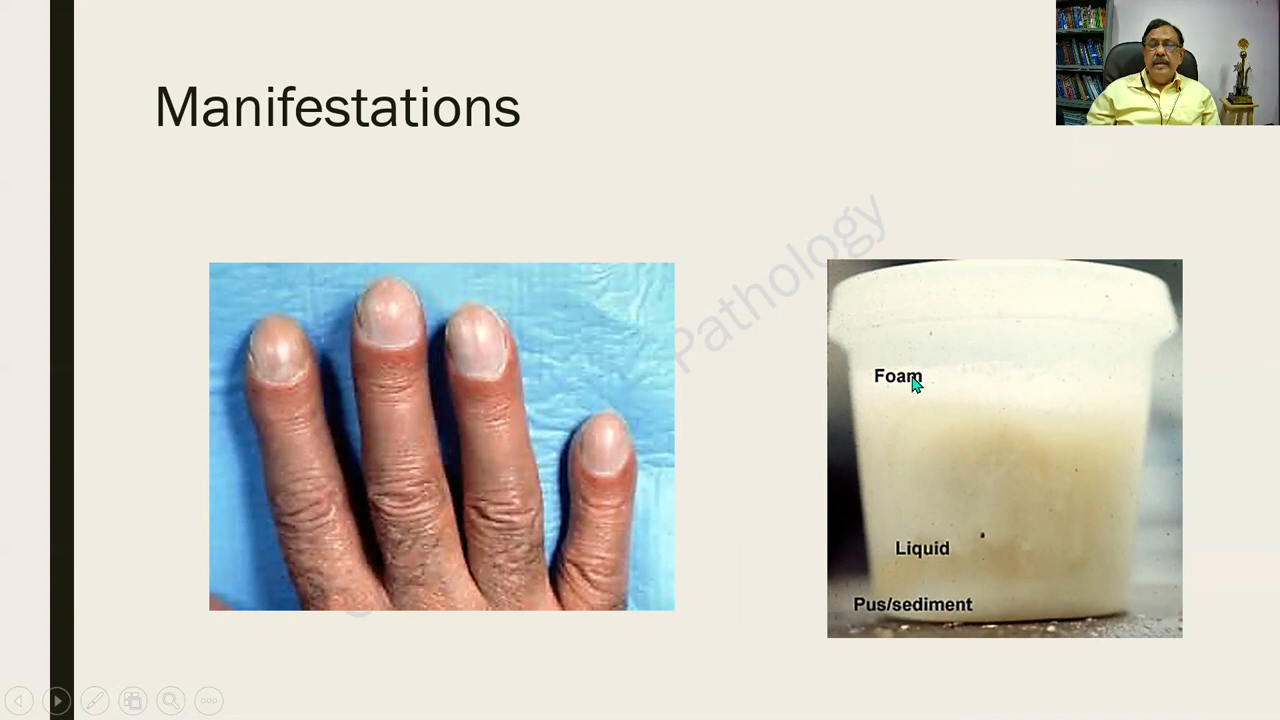 Manifestations
Pathology
Foam
Liquid
Pus/sediment